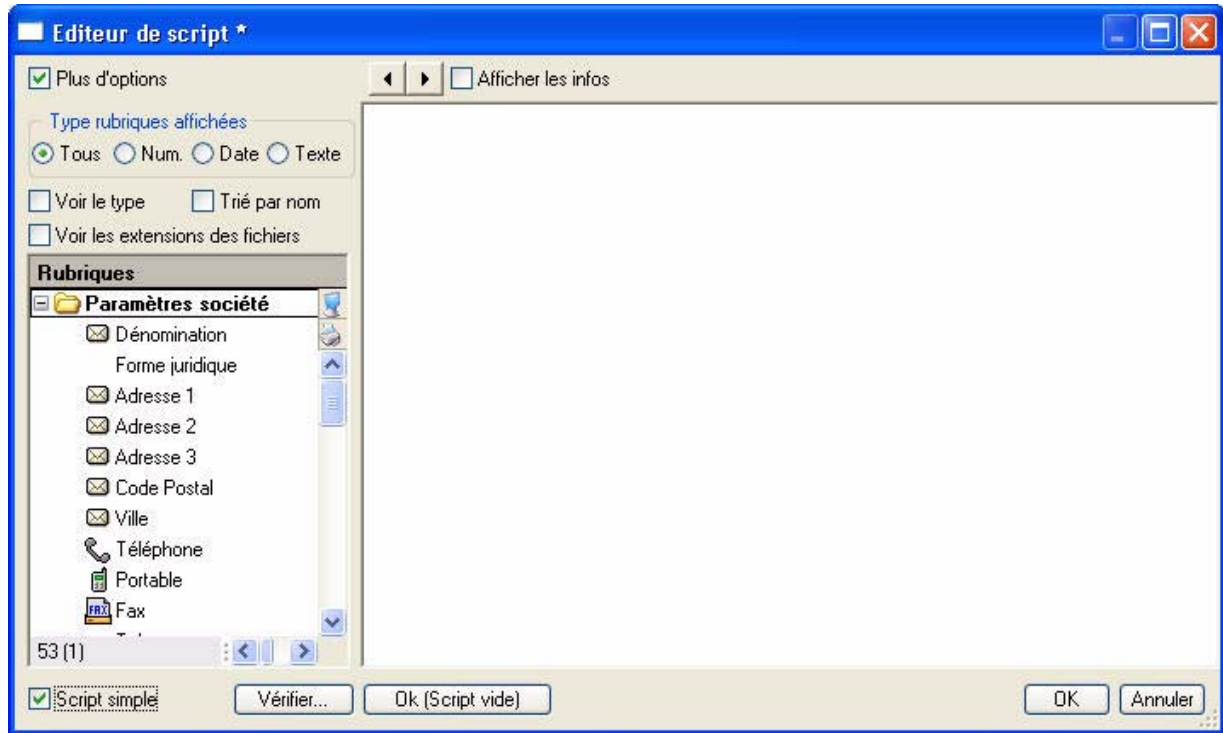 Editeur de script *
Plus d'options
Afficher les infos
Type rubriques affichées
Tous Num. Date Texte
Voir le type Trié par nom
Voir les extensions des fichiers
Rubriques
Paramètres société
Dénomination
Forme juridique
Adresse 1
Adresse 2
Adresse 3
Code Postal
Ville
Téléphone
Portable
FAX Fax
53 (1)
Script simple Vérifier... Ok (Script vide) OK Annuler